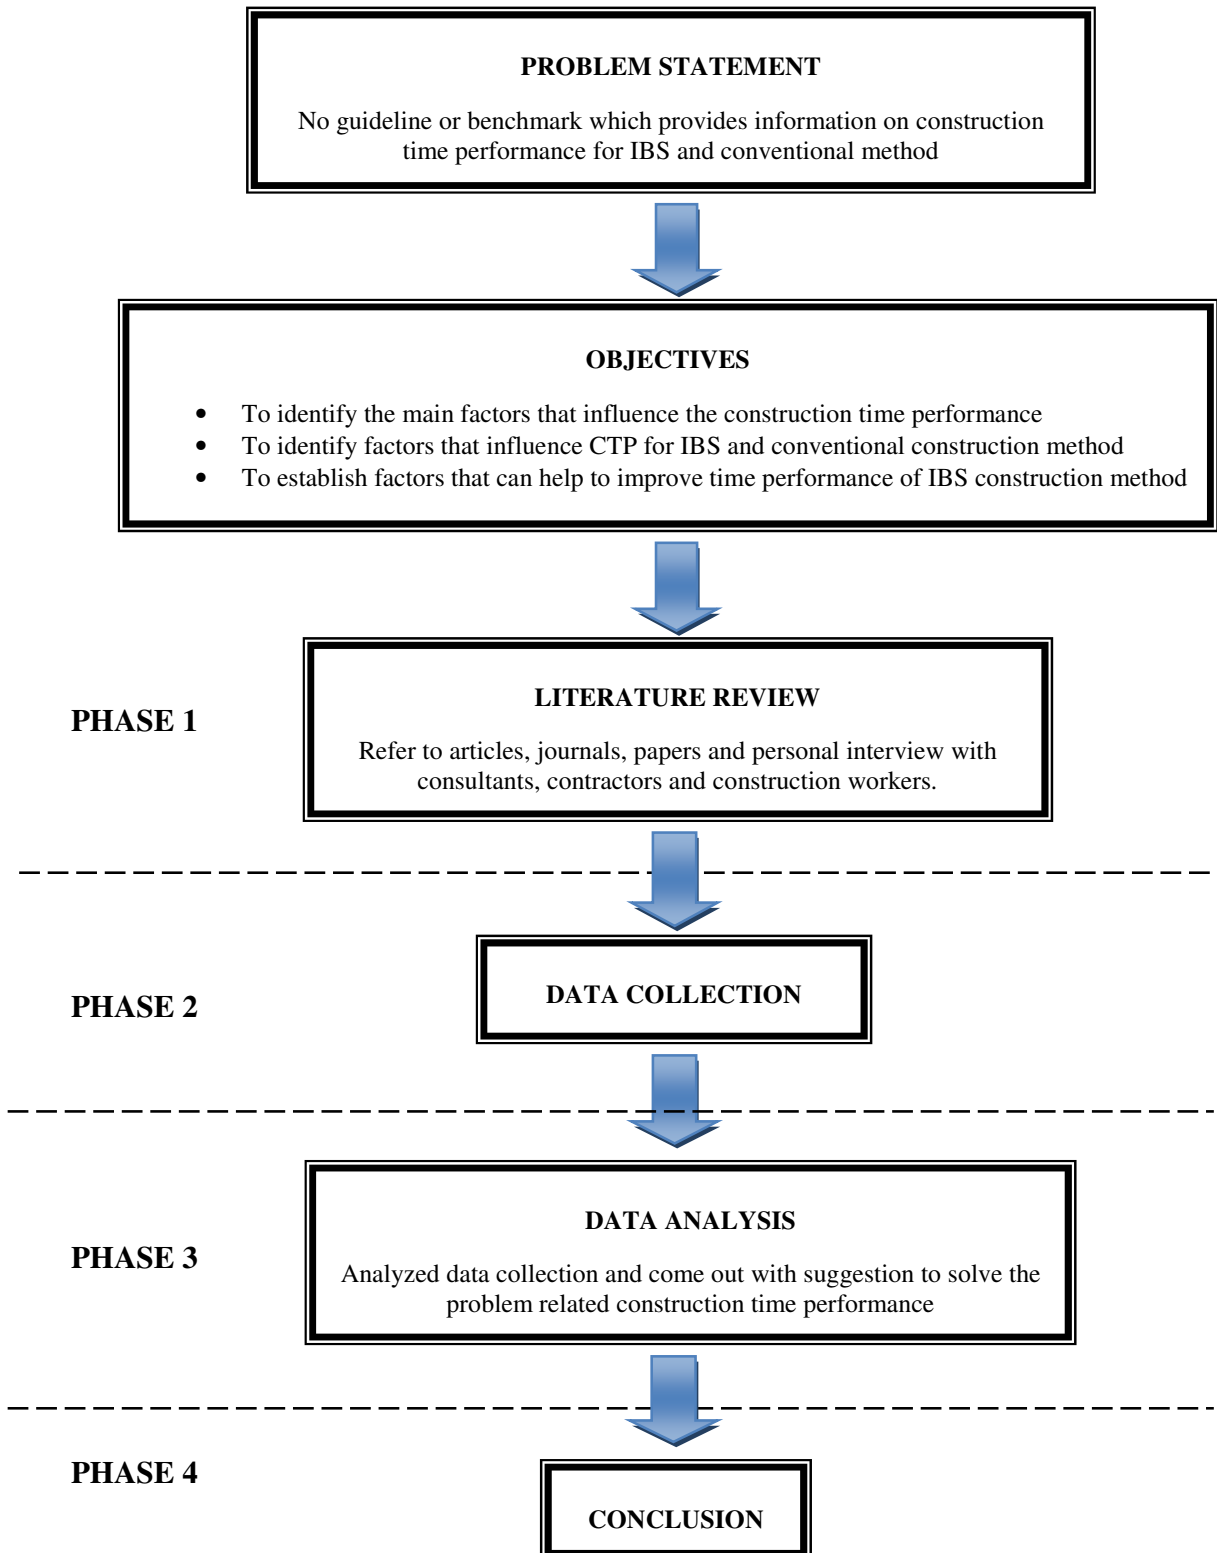 PROBLEM STATEMENT
No guideline or benchmark which provides information on construction
time performance for IBS and conventional method
OBJECTIVES
• To identify the main factors that influence the construction time performance
• To identify factors that influence CTP for IBS and conventional construction method
• To establish factors that can help to improve time performance of IBS construction method
PHASE 1
LITERATURE REVIEW
Refer to articles, journals, papers and personal interview with
consultants, contractors and construction workers.
PHASE 2
DATA COLLECTION
PHASE 3
DATA ANALYSIS
Analyzed data collection and come out with suggestion to solve the
problem related construction time performance
PHASE 4
CONCLUSION